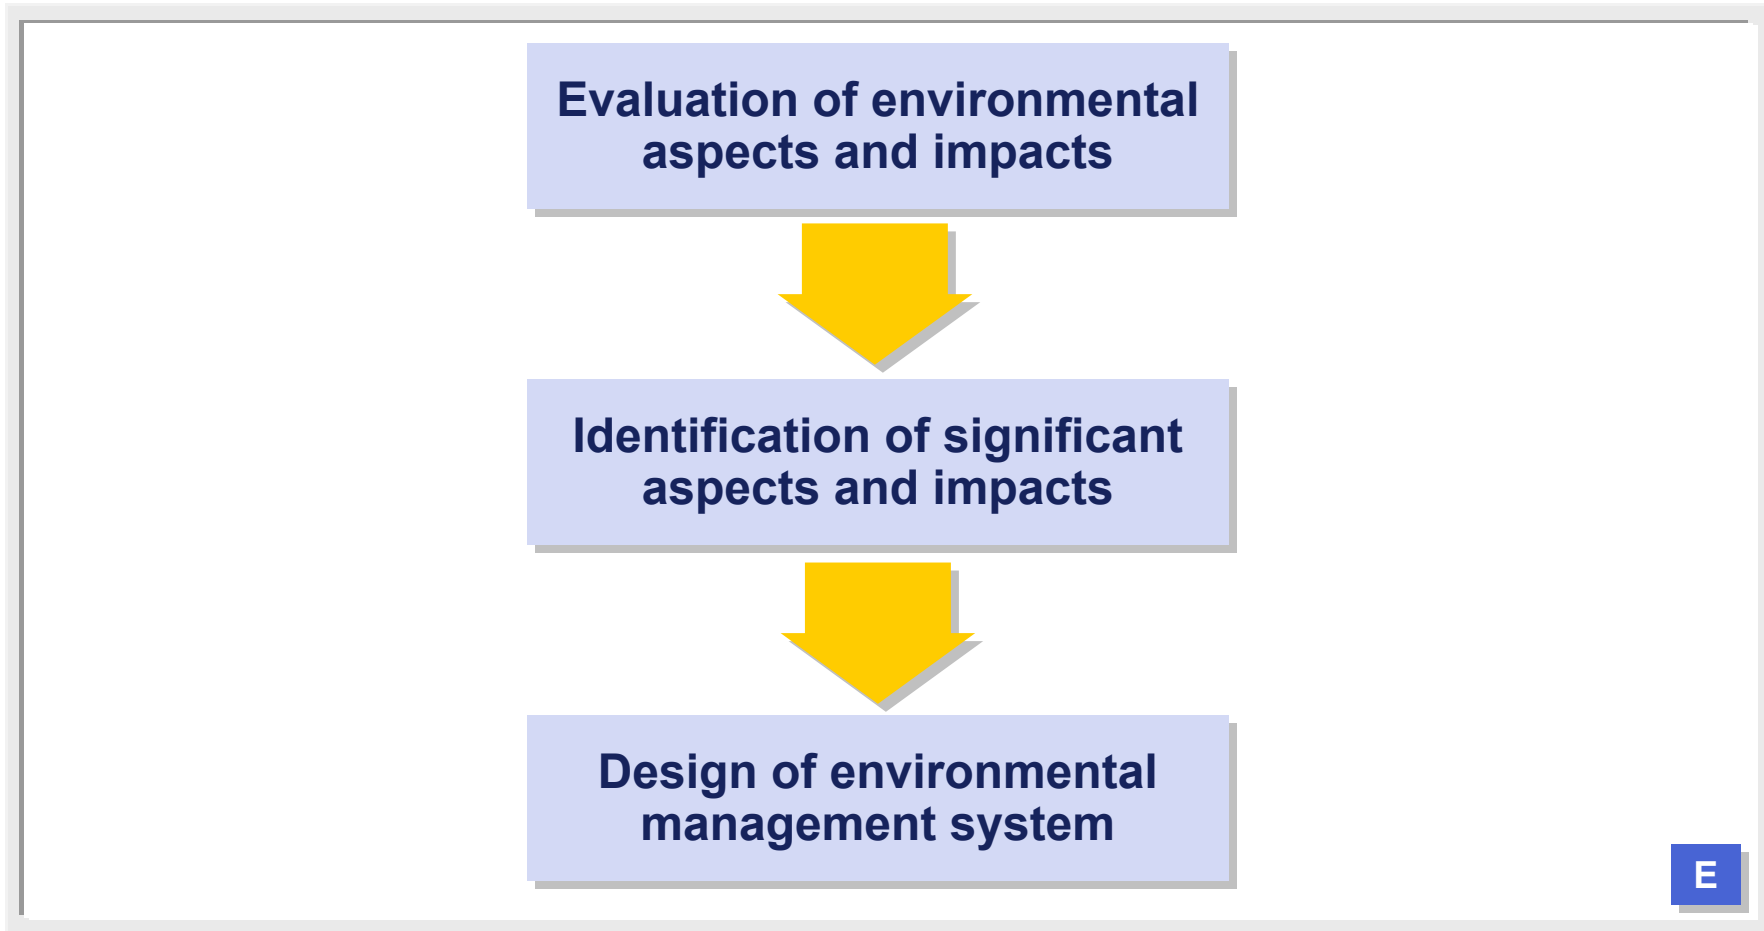 Evaluation of environmental
aspects and impacts
Identification of significant
aspects and impacts
Design of environmental
management system
E